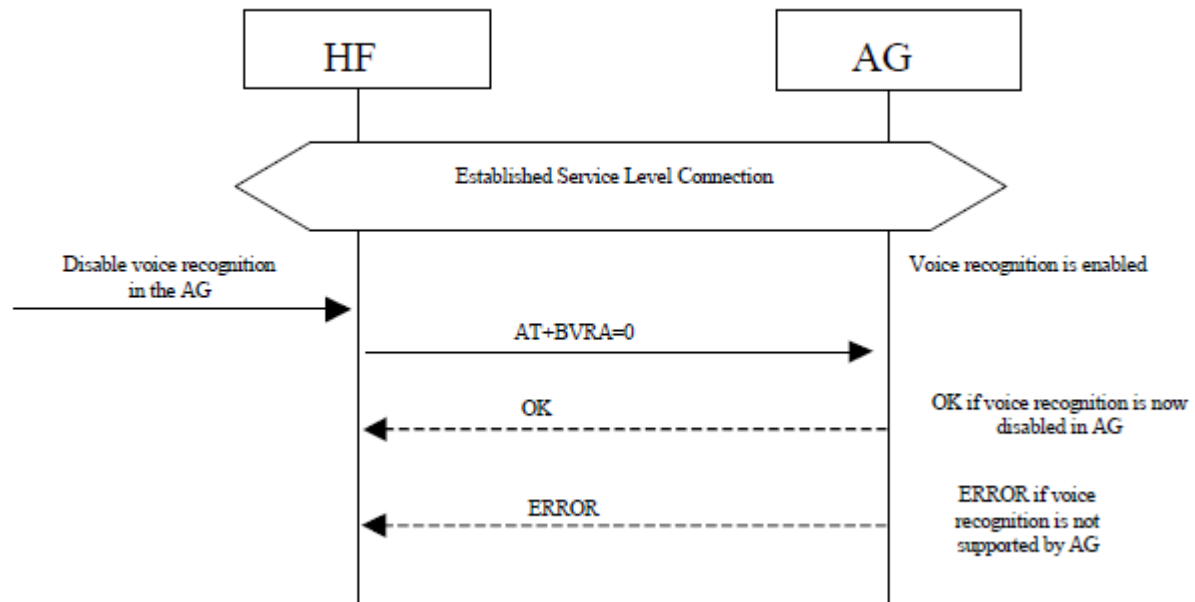 HF
AG
Established Service Level Connection
Disable voice recognition
in the AG
Voice recognition is enabled
AT+BVRA=0
OK
OK if voice recognition is now
disabled in AG
ERROR
ERROR if voice
recognition is not
supported by AG